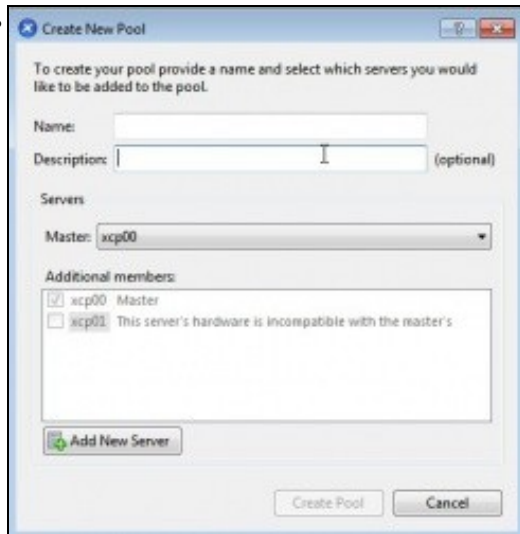 Create New Pool
To create your pool provide a name and select which servers you would
like to be added to the pool.
Name:
Description:
(optional)
Servers
Master: xcp00
Additional members:
xcp00 Master
xcp01 This server's hardware is incompatible with the master's
Add New Server
Create Pool
Cancel